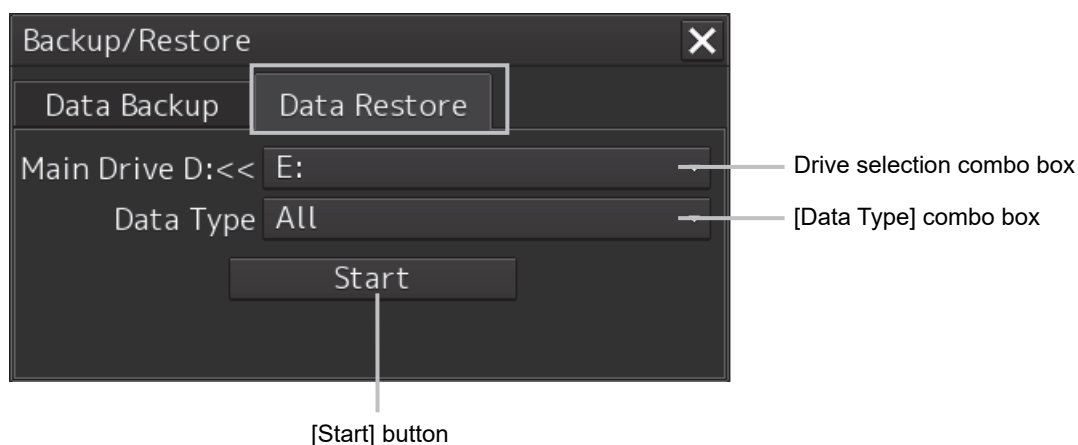 Backup/Restore
Data Backup Data Restore
Main Drive D:<< E: Drive selection combo box
Data Type All [Data Type] combo box
Start
[Start] button